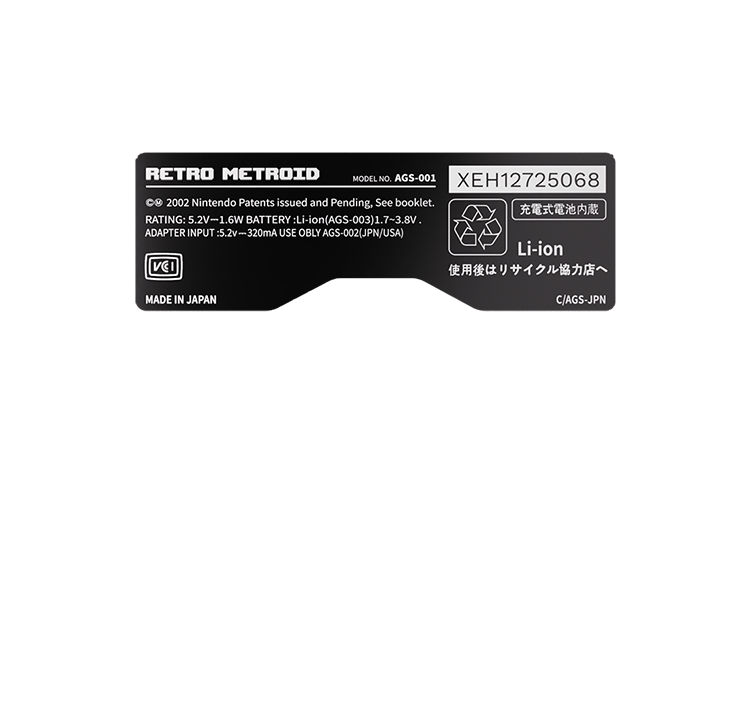 RETRO METROID MODEL NO. AGS-001
©Ⓜ 2002 Nintendo Patents issued and Pending, See booklet.
RATING: 5.2V⎓1.6W BATTERY :Li-ion(AGS-003)1.7~3.8V .
ADAPTER INPUT :5.2v⎓320mA USE OBLY AGS-002(JPN/USA)
VCI
MADE IN JAPAN
XEH12725068
充電式電池内蔵
Li-ion
使用後はリサイクル協力店へ
C/AGS-JPN